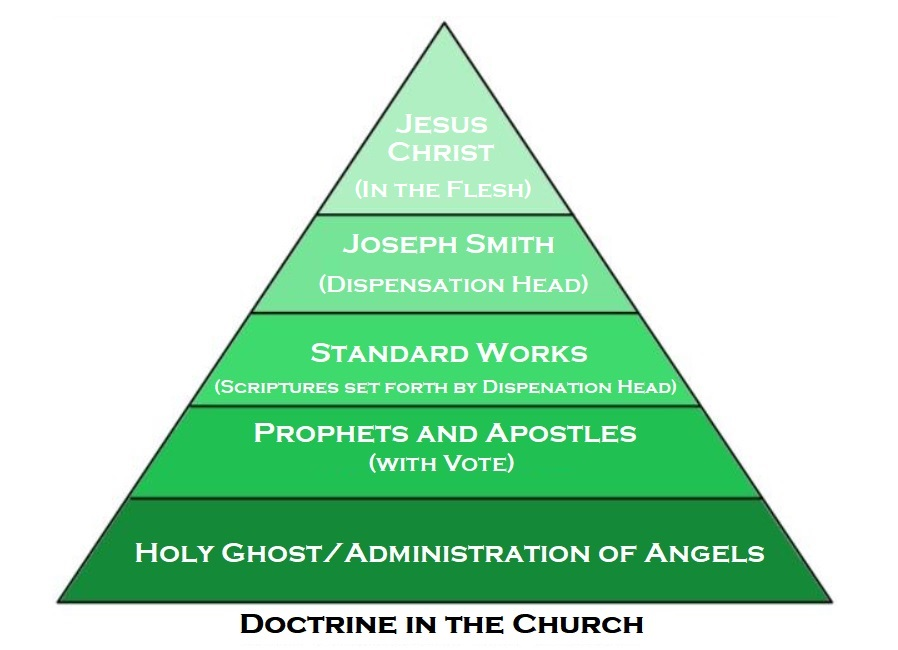 Jesus
Christ
(In the Flesh)
Joseph Smith
(Dispensation Head)
Standard Works
(Scriptures set forth by Dispenation Head)
Prophets and Apostles
(with Vote)
Holy Ghost/Administration of Angels
Doctrine in the Church